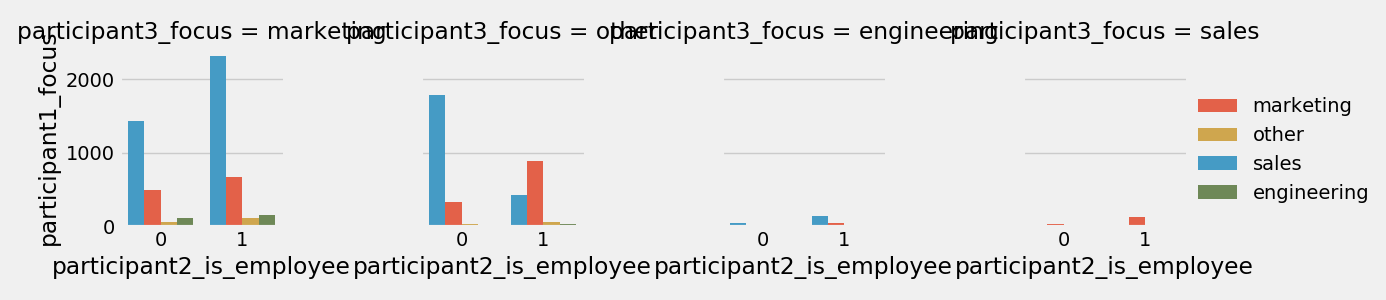 participant3_focus = marketing
participant3_focus = other
participant3_focus = engineering
participant3_focus = sales
participant1_focus
2000
1000
0
0 1
0 1
0 1
0 1
participant2_is_employee
participant2_is_employee
participant2_is_employee
participant2_is_employee
marketing
other
sales
engineering